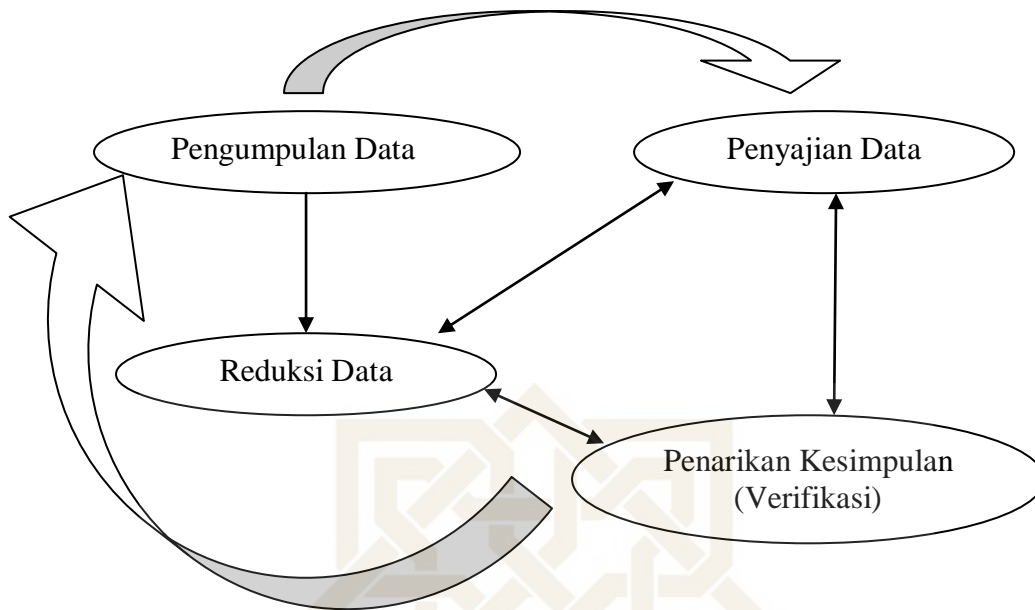 Pengumpulan Data
Penyajian Data
Reduksi Data
Penarikan Kesimpulan
(Verifikasi)